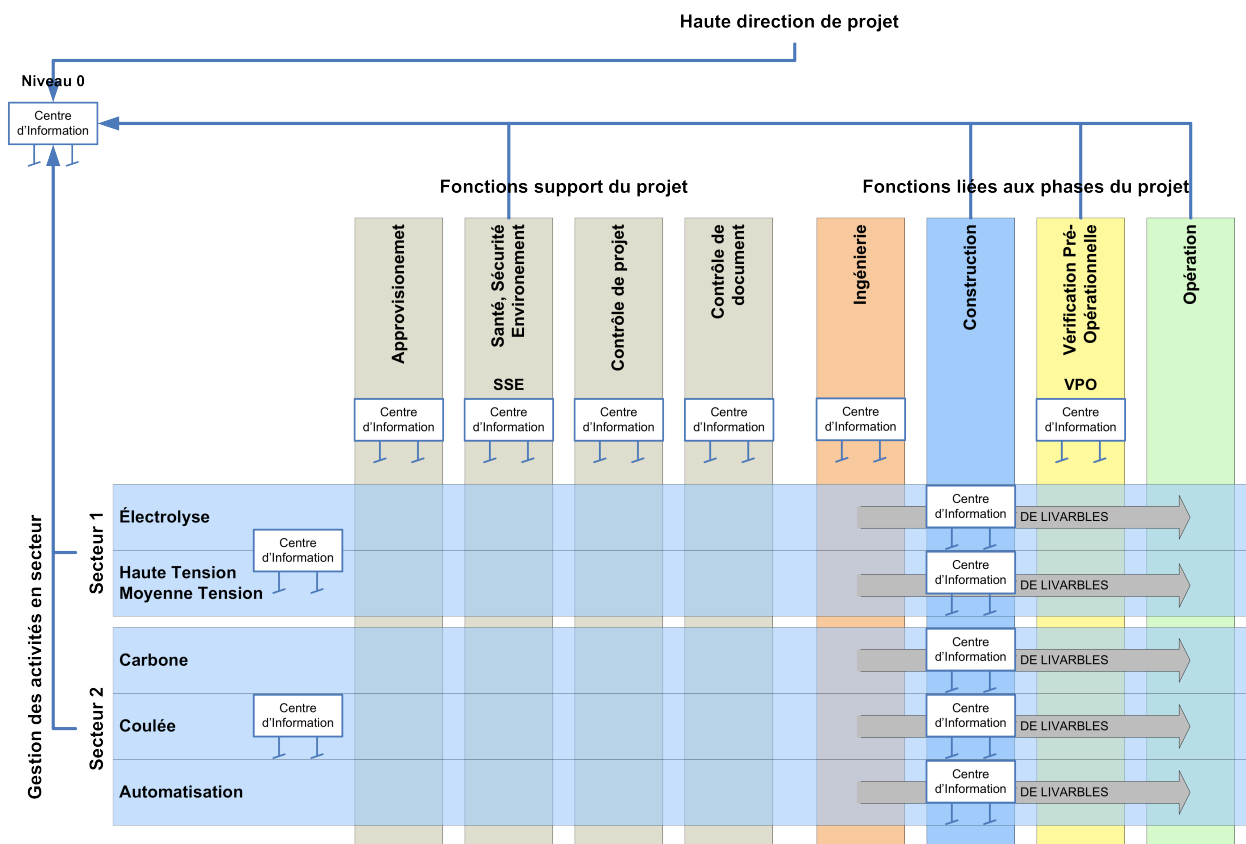 Haute direction de projet
Niveau 0
Centre
d'Information
Fonctions support du projet
Fonctions liées aux phases du projet
Approvisionemet
Santé, Sécurité
Environement
SSE
Contrôle de projet
Contrôle de
document
Ingénierie
Construction
Vérification Pré-
Opérationnelle
VPO
Opération
Centre
d'Information
Centre
d'Information
Centre
d'Information
Centre
d'Information
Centre
d'Information
Centre
d'Information
Gestion des activités en secteur
Secteur 1
Électrolyse
Centre
d'Information
Haute Tension
Moyenne Tension
Centre
d'Information
DE LIVARBLES
Centre
d'Information
DE LIVARBLES
Secteur 2
Carbone
Centre
d'Information
DE LIVARBLES
Coulée
Centre
d'Information
Centre
d'Information
DE LIVARBLES
Automatisation
Centre
d'Information
DE LIVARBLES